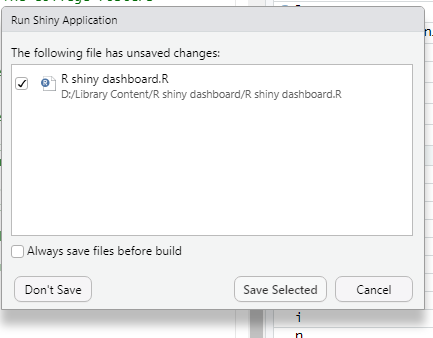 Run Shiny Application
The following file has unsaved changes:
R shiny dashboard.R
D:/Library Content/R shiny dashboard/R shiny dashboard.R
Always save files before build
Don't Save
Save Selected
Cancel
i
n